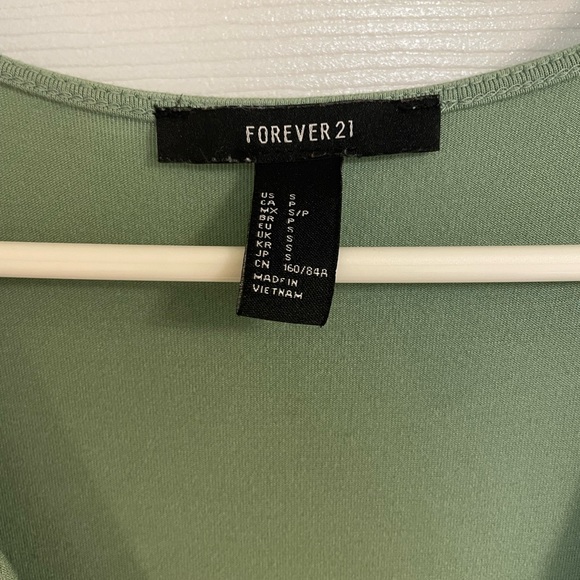 FOREVER 21
US S
CA P
MX S/P
BR P
EU S
UK S
KR S
JP S
CN 160/84A
MADE IN
VIETNAM